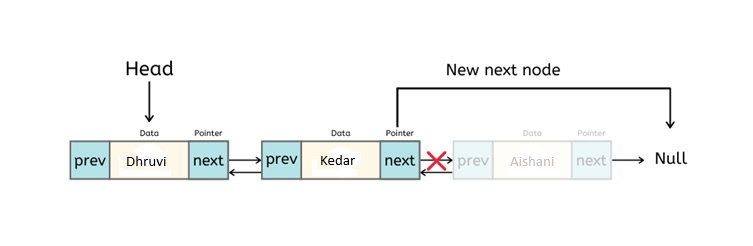 Head
New next node
Data Pointer Data Pointer Data Pointer
prev Dhruvi next prev Kedar next prev Aishani next Null